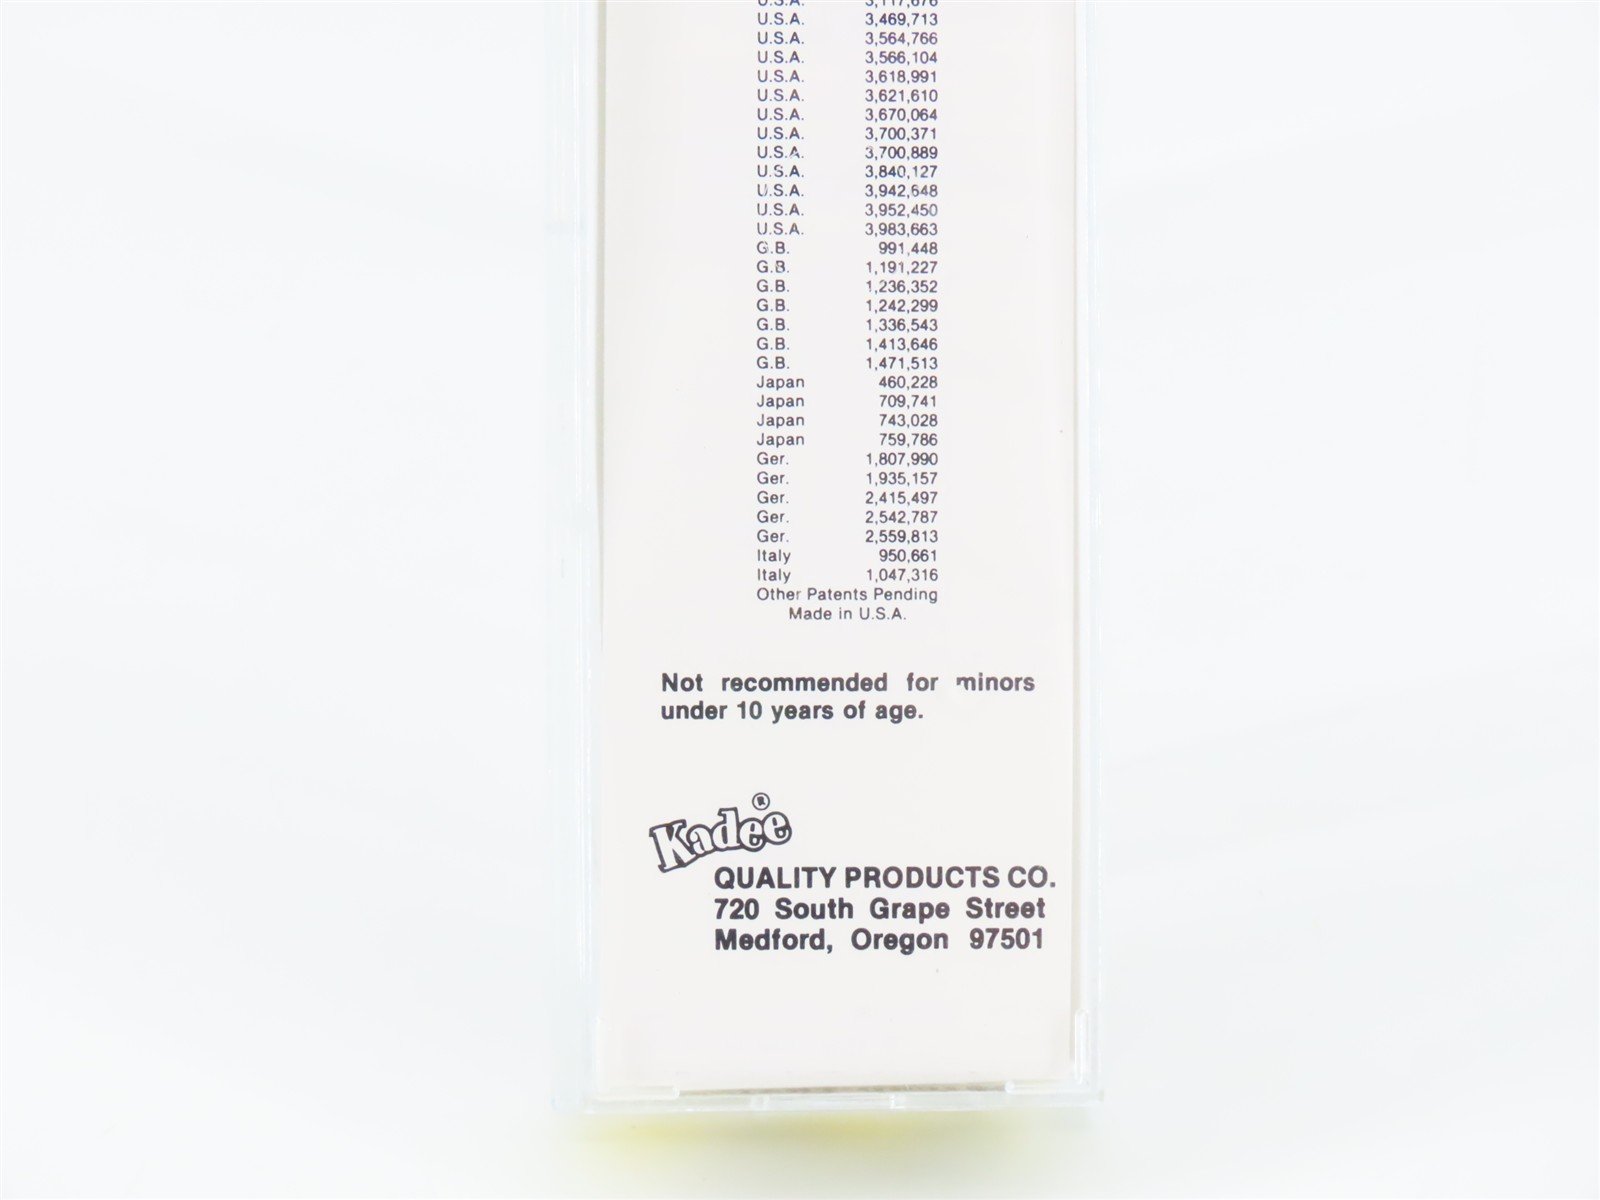 U.S.A. 3,117,676
U.S.A. 3,469,713
U.S.A. 3,564,766
U.S.A. 3,566,104
U.S.A. 3,618,991
U.S.A. 3,621,610
U.S.A. 3,670,064
U.S.A. 3,700,371
U.S.A. 3,700,889
U.S.A. 3,840,127
U.S.A. 3,942,648
U.S.A. 3,952,450
U.S.A. 3,983,663
G.B. 991,448
G.B. 1,191,227
G.B. 1,236,352
G.B. 1,242,299
G.B. 1,336,543
G.B. 1,413,646
G.B. 1,471,513
Japan 460,228
Japan 709,741
Japan 743,028
Japan 759,786
Ger. 1,807,990
Ger. 1,935,157
Ger. 2,415,497
Ger. 2,542,787
Ger. 2,559,813
Italy 950,661
Italy 1,047,316
Other Patents Pending
Made in U.S.A.
Not recommended for minors
under 10 years of age.
Kadee®
QUALITY PRODUCTS CO.
720 South Grape Street
Medford, Oregon 97501